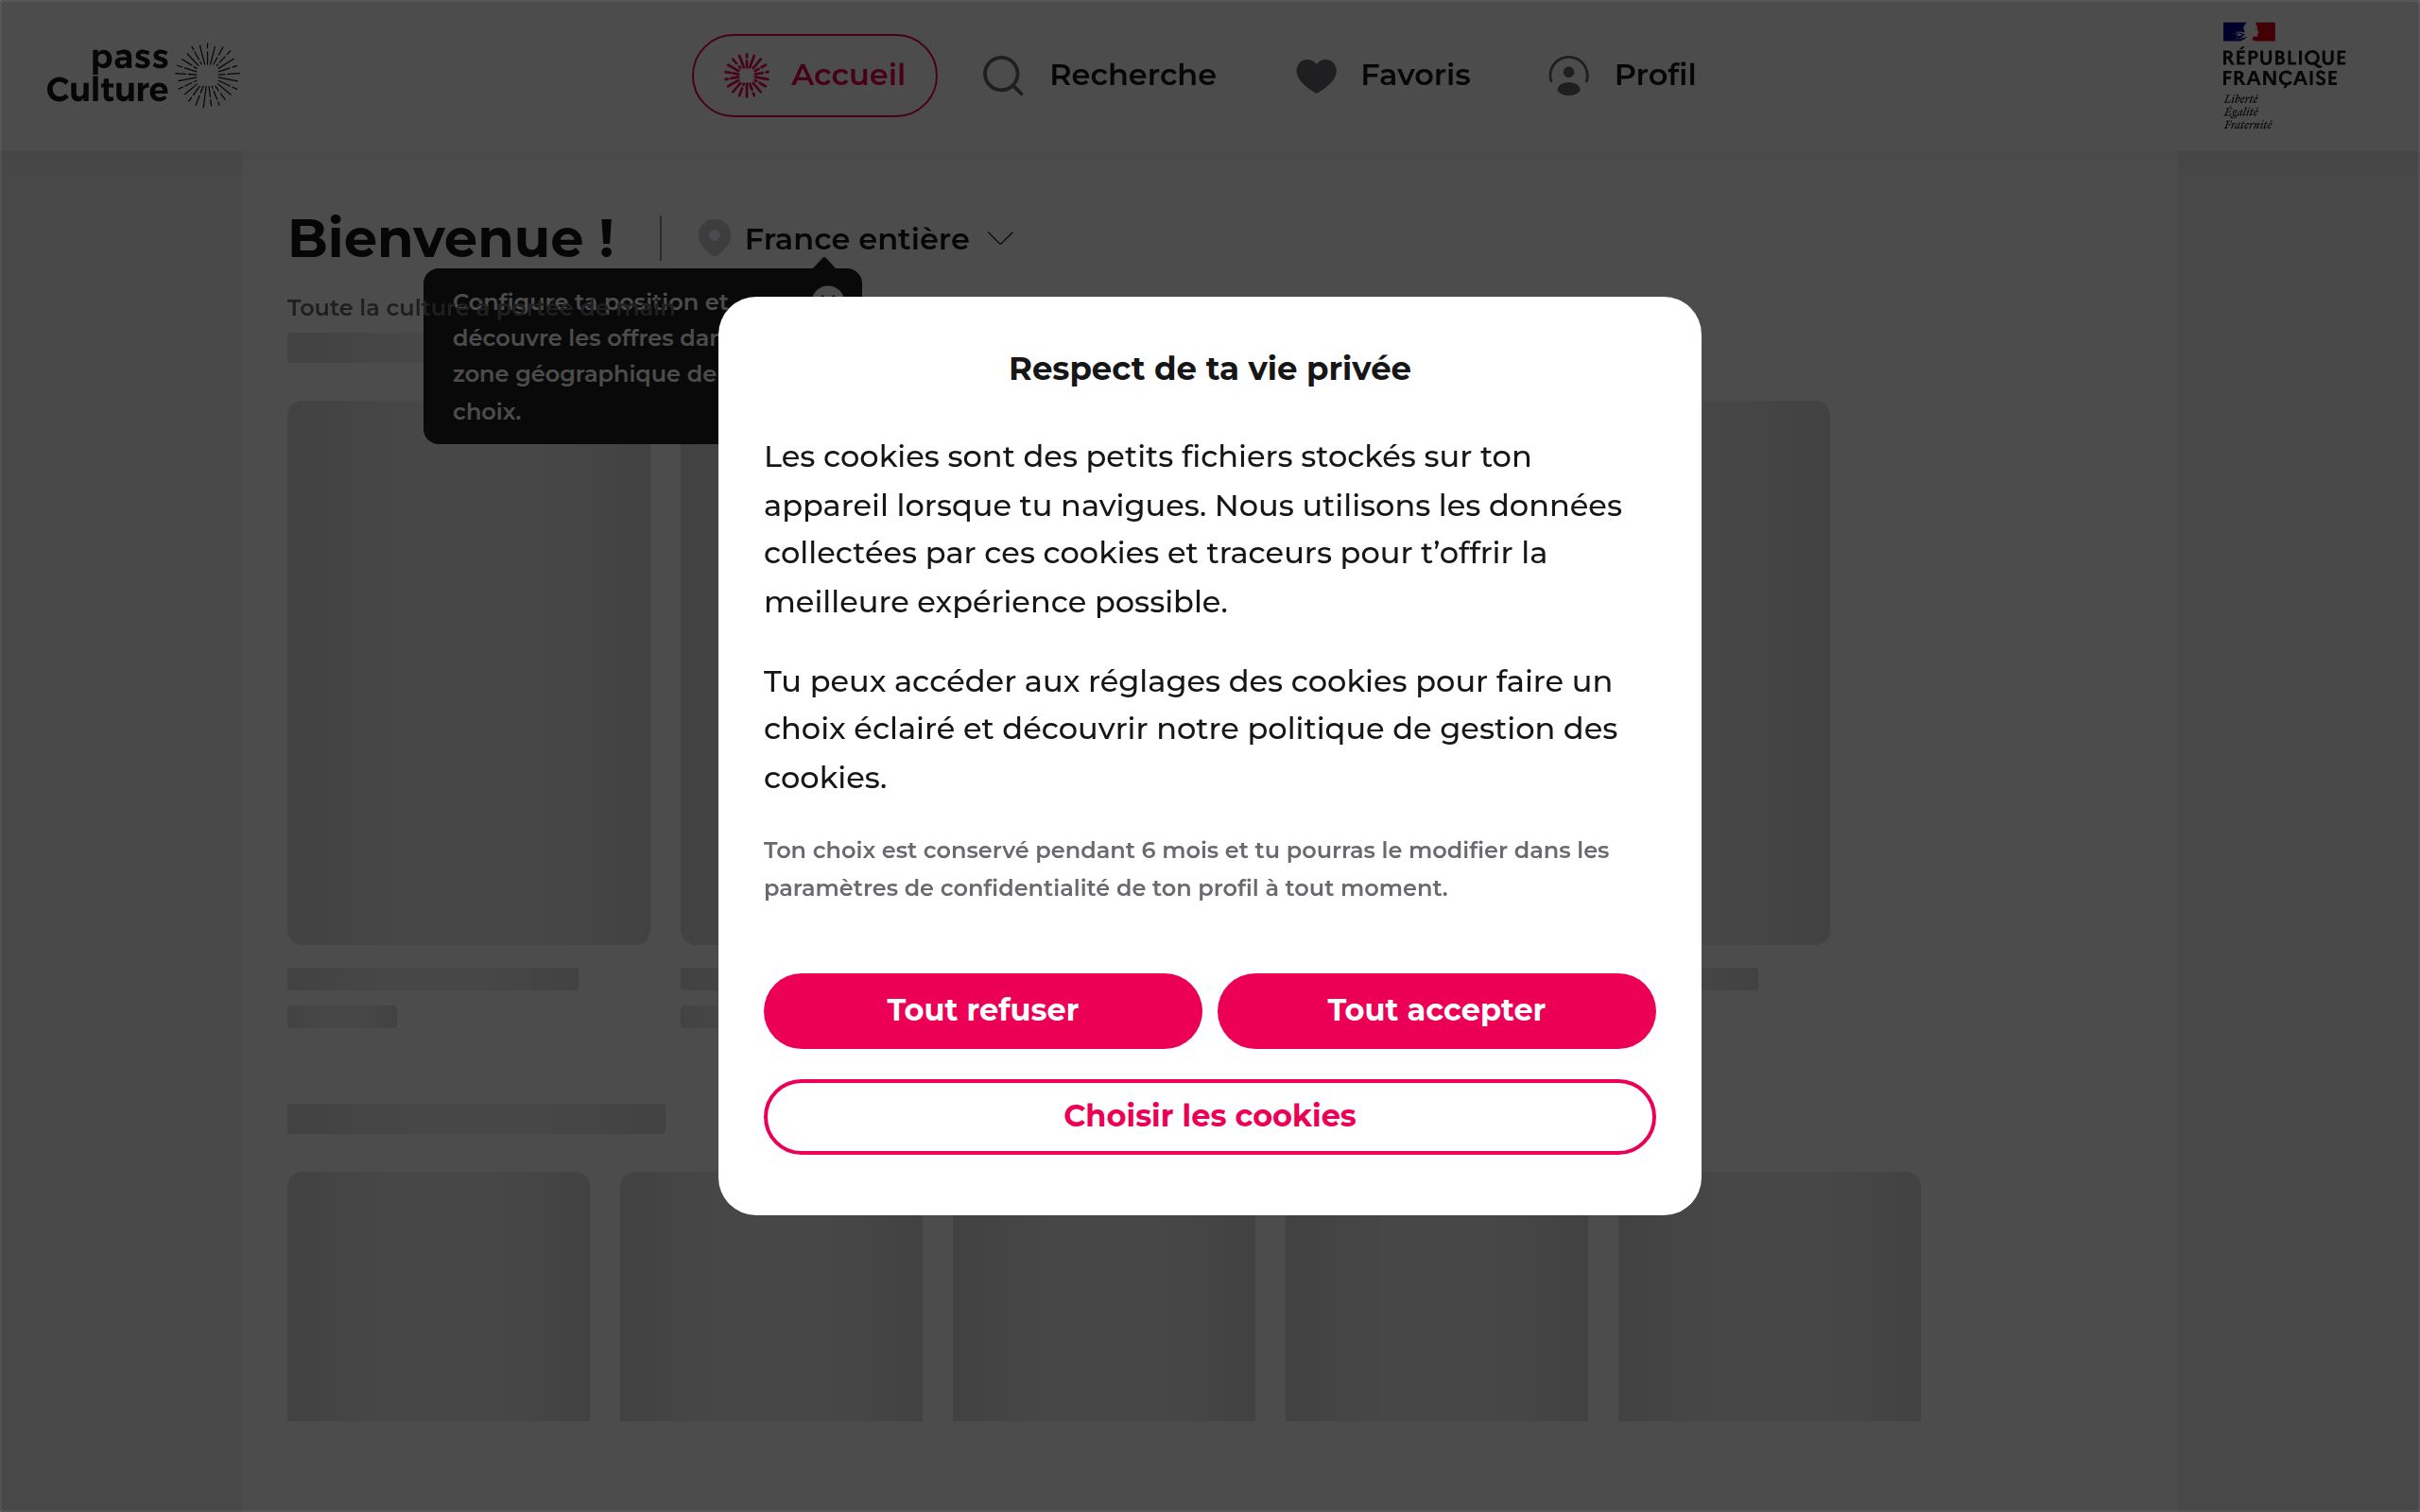 pass
Culture
Accueil
Recherche
Favoris
Profil
RÉPUBLIQUE
FRANÇAISE
Liberté
Égalité
Fraternité
Bienvenue !
France entière
Toute la culture à portée de main
Configure ta position et
découvre les offres
zone géographique de
choix.
Respect de ta vie privée
Les cookies sont des petits fichiers stockés sur ton
appareil lorsque tu navigues. Nous utilisons les données
collectées par ces cookies et traceurs pour t’offrir la
meilleure expérience possible.
Tu peux accéder aux réglages des cookies pour faire un
choix éclairé et découvrir notre politique de gestion des
cookies.
Ton choix est conservé pendant 6 mois et tu pourras le modifier dans les
paramètres de confidentialité de ton profil à tout moment.
Tout refuser
Tout accepter
Choisir les cookies